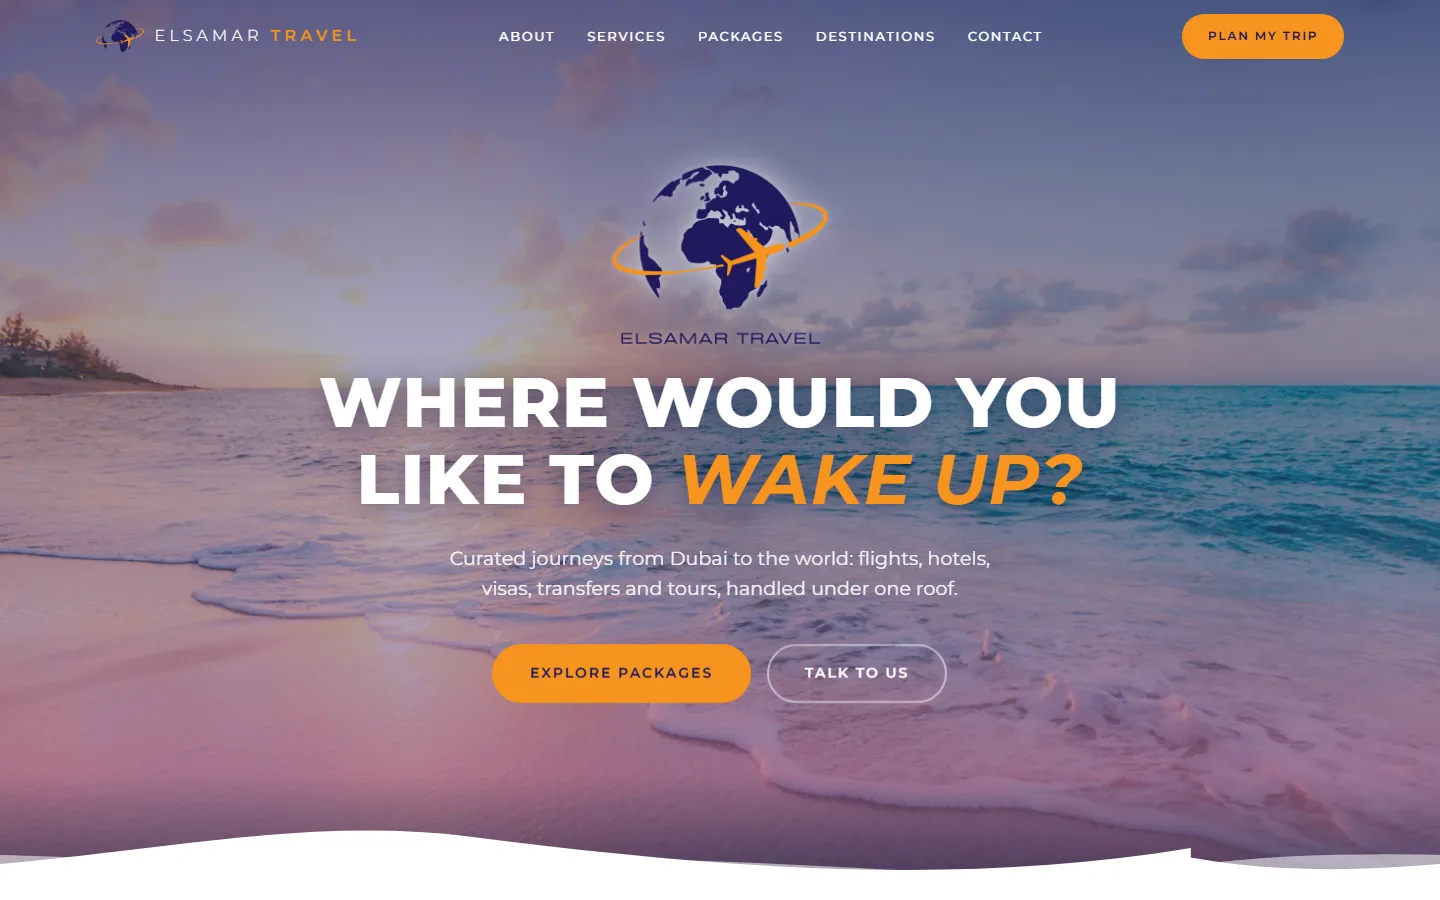 ELSAMAR TRAVEL
ABOUT
SERVICES
PACKAGES
DESTINATIONS
CONTACT
PLAN MY TRIP
ELSAMAR TRAVEL
WHERE WOULD YOU
LIKE TO WAKE UP?
Curated journeys from Dubai to the world: flights, hotels,
visas, transfers and tours, handled under one roof.
EXPLORE PACKAGES
TALK TO US